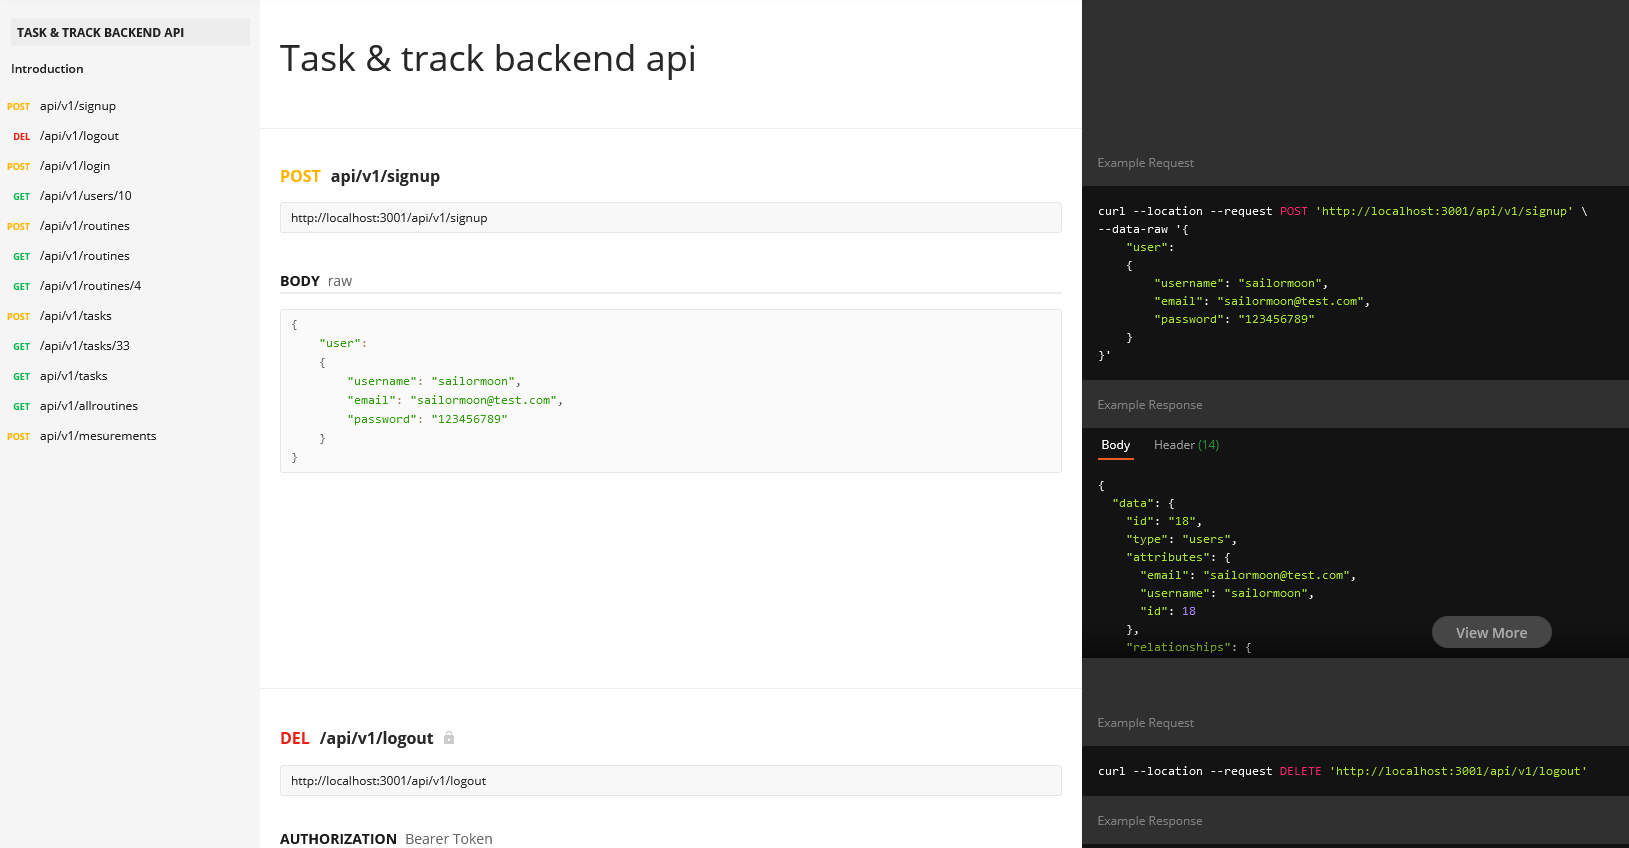 TASK & TRACK BACKEND API
Introduction
POST api/v1/signup
DEL /api/v1/logout
POST /api/v1/login
GET /api/v1/users/10
POST /api/v1/routines
GET /api/v1/routines
GET /api/v1/routines/4
POST /api/v1/tasks
GET /api/v1/tasks/33
GET api/v1/tasks
GET api/v1/allroutines
POST api/v1/mesurements
Task & track backend api
POST api/v1/signup
http://localhost:3001/api/v1/signup
BODY raw
{
"user":
{
"username": "sailormoon",
"email": "sailormoon@test.com",
"password": "123456789"
}
}
DEL /api/v1/logout
http://localhost:3001/api/v1/logout
AUTHORIZATION Bearer Token
Example Request
curl --location --request POST 'http://localhost:3001/api/v1/signup' \
--data-raw '{
"user":
{
"username": "sailormoon",
"email": "sailormoon@test.com",
"password": "123456789"
}
}'
Example Response
Body Header (14)
{
"data": {
"id": "18",
"type": "users",
"attributes": {
"email": "sailormoon@test.com",
"username": "sailormoon",
"id": 18
},
"relationships": {
View More
Example Request
curl --location --request DELETE 'http://localhost:3001/api/v1/logout'
Example Response